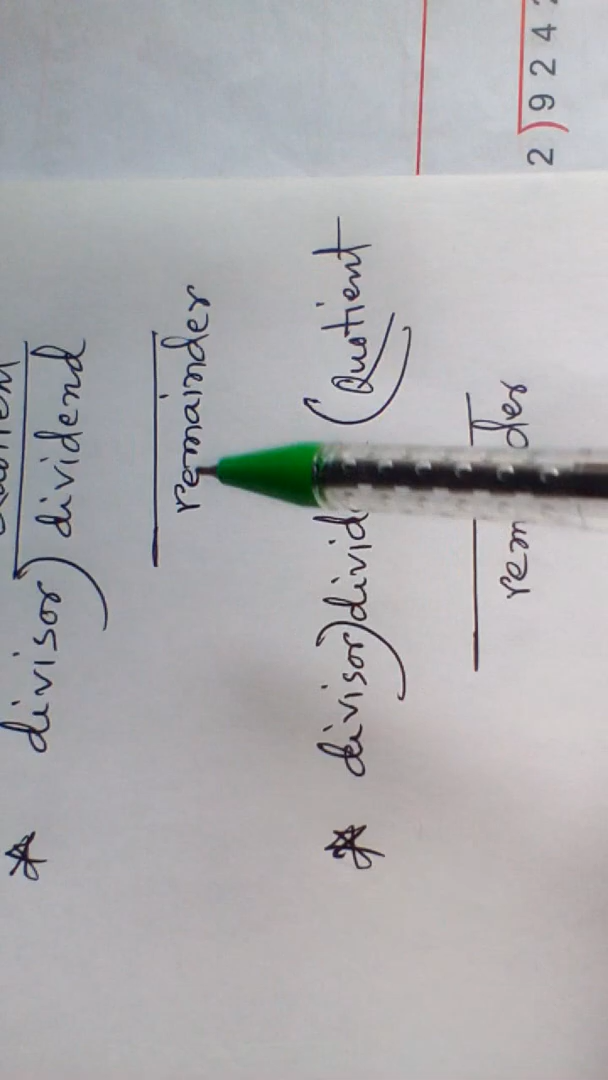 divisor) dividend
remainder
divisor) divid (Quotient
rem der
2) 9 2 4